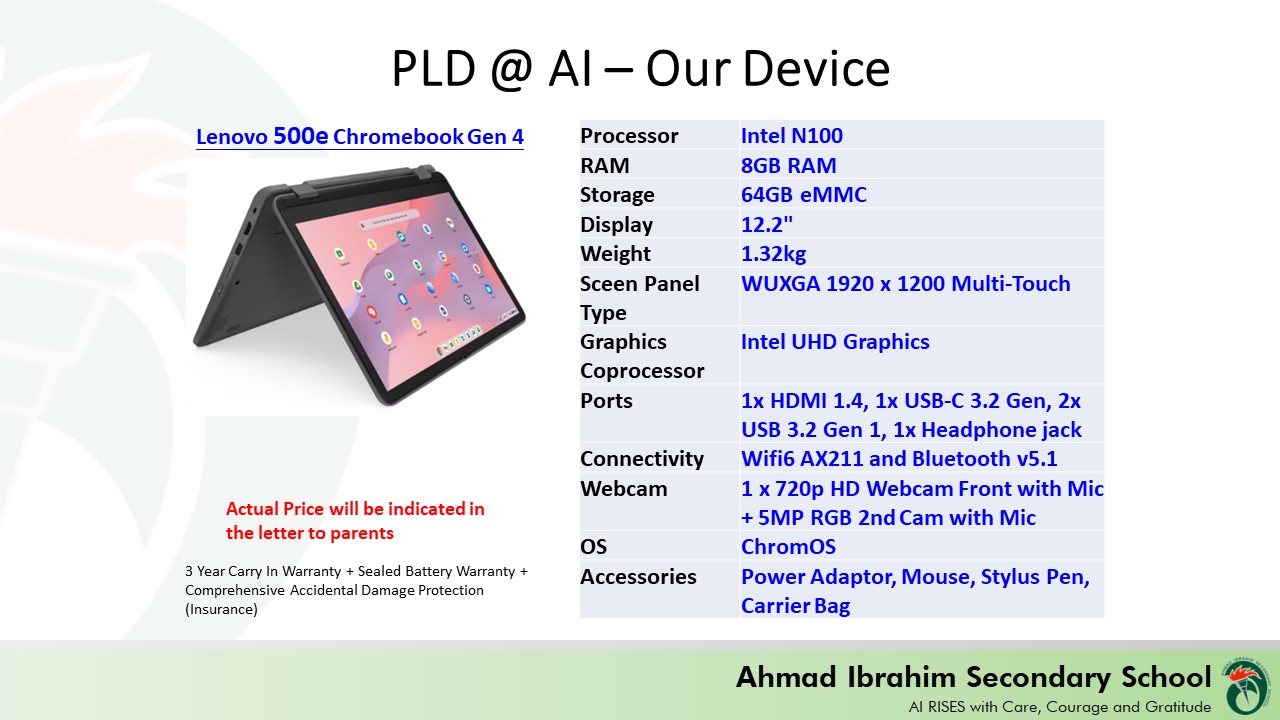 PLD @ AI – Our Device
Lenovo 500e Chromebook Gen 4
Actual Price will be indicated in
the letter to parents
3 Year Carry In Warranty + Sealed Battery Warranty +
Comprehensive Accidental Damage Protection
(Insurance)
Processor Intel N100
RAM 8GB RAM
Storage 64GB eMMC
Display 12.2"
Weight 1.32kg
Sceen Panel WUXGA 1920 x 1200 Multi-Touch
Type
Graphics Intel UHD Graphics
Coprocessor
Ports 1x HDMI 1.4, 1x USB-C 3.2 Gen, 2x
USB 3.2 Gen 1, 1x Headphone jack
Connectivity Wifi6 AX211 and Bluetooth v5.1
Webcam 1 x 720p HD Webcam Front with Mic
+ 5MP RGB 2nd Cam with Mic
OS ChromOS
Accessories Power Adaptor, Mouse, Stylus Pen,
Carrier Bag
Ahmad Ibrahim Secondary School
AI RISES with Care, Courage and Gratitude